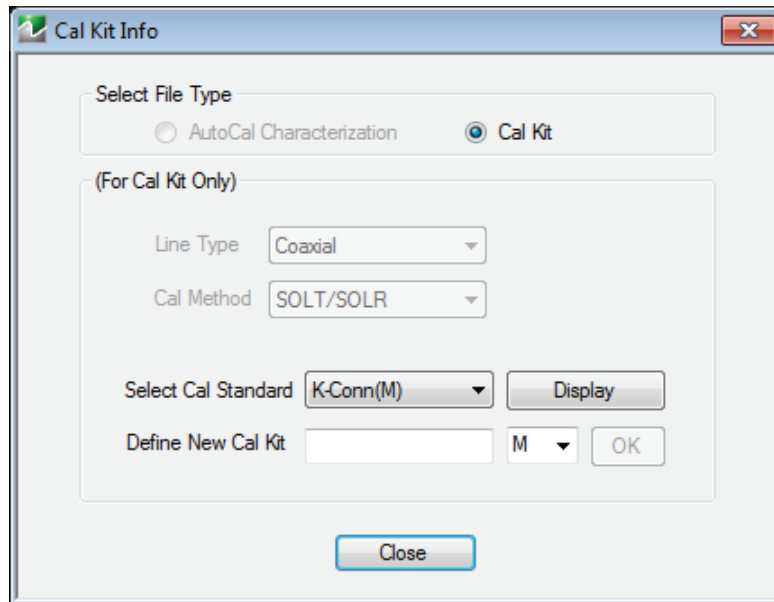 Cal Kit Info
Select File Type
AutoCal Characterization Cal Kit
(For Cal Kit Only)
Line Type Coaxial
Cal Method SOLT/SOLR
Select Cal Standard K-Conn(M) Display
Define New Cal Kit M OK
Close